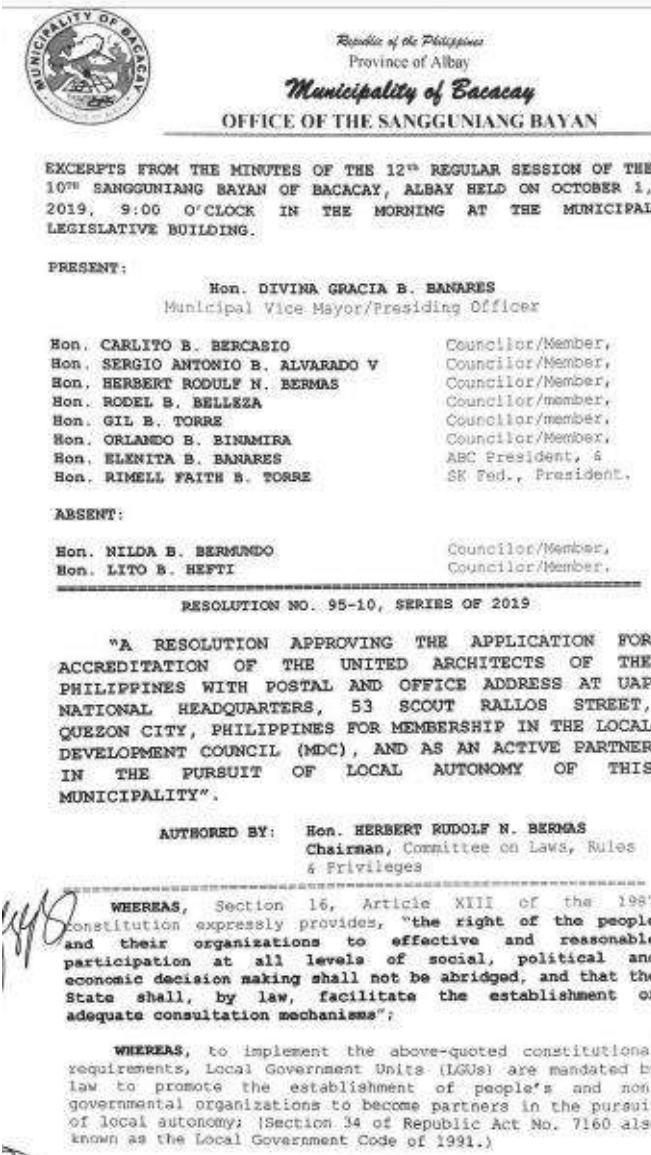 MUNICIPALITY OF BACACAY
Republic of the Philippines
Province of Albay
Municipality of Bacacay
OFFICE OF THE SANGGUNIANG BAYAN
EXCERPTS FROM THE MINUTES OF THE 12th REGULAR SESSION OF THE
10TH SANGGUNIANG BAYAN OF BACACAY, ALBAY HELD ON OCTOBER 1,
2019, 9:00 O'CLOCK IN THE MORNING AT THE MUNICIPAL
LEGISLATIVE BUILDING.
PRESENT:
Hon. DIVINA GRACIA B. BANARES
Municipal Vice Mayor/Presiding Officer
Hon. CARLITO B. BERCASIO Councilor/Member,
Hon. SERGIO ANTONIO B. ALVARADO V Councilor/Member,
Hon. HERBERT RODULF N. BERMAS Councilor/Member,
Hon. RODEL B. BELLEZA Councilor/member,
Hon. GIL B. TORRE Councilor/member,
Hon. ORLANDO B. BINAMIRA Councilor/Member,
Hon. ELENITA B. BANARES ABC President, &
Hon. RIMELL FAITH B. TORRE SK Fed., President.
ABSENT:
Hon. NILDA B. BERMUNDO Councilor/Member,
Hon. LITO B. HEFTI Councilor/Member.
RESOLUTION NO. 95-10, SERIES OF 2019
"A RESOLUTION APPROVING THE APPLICATION FOR
ACCREDITATION OF THE UNITED ARCHITECTS OF THE
PHILIPPINES WITH POSTAL AND OFFICE ADDRESS AT UAP
NATIONAL HEADQUARTERS, 53 SCOUT RALLOS STREET,
QUEZON CITY, PHILIPPINES FOR MEMBERSHIP IN THE LOCAL
DEVELOPMENT COUNCIL (MDC), AND AS AN ACTIVE PARTNER
IN THE PURSUIT OF LOCAL AUTONOMY OF THIS
MUNICIPALITY".
AUTHORED BY: Hon. HERBERT RUDOLF N. BERMAS
Chairman, Committee on Laws, Rules
& Privileges
WHEREAS, Section 16, Article XIII of the 1987
constitution expressly provides, "the right of the people
and their organizations to effective and reasonable
participation at all levels of social, political and
economic decision making shall not be abridged, and that the
State shall, by law, facilitate the establishment of
adequate consultation mechanisms";
WHEREAS, to implement the above-quoted constitutional
requirements, Local Government Units (LGUs) are mandated by
law to promote the establishment of people's and non
governmental organizations to become partners in the pursuit
of local autonomy; (Section 34 of Republic Act No. 7160 also
known as the Local Government Code of 1991.)